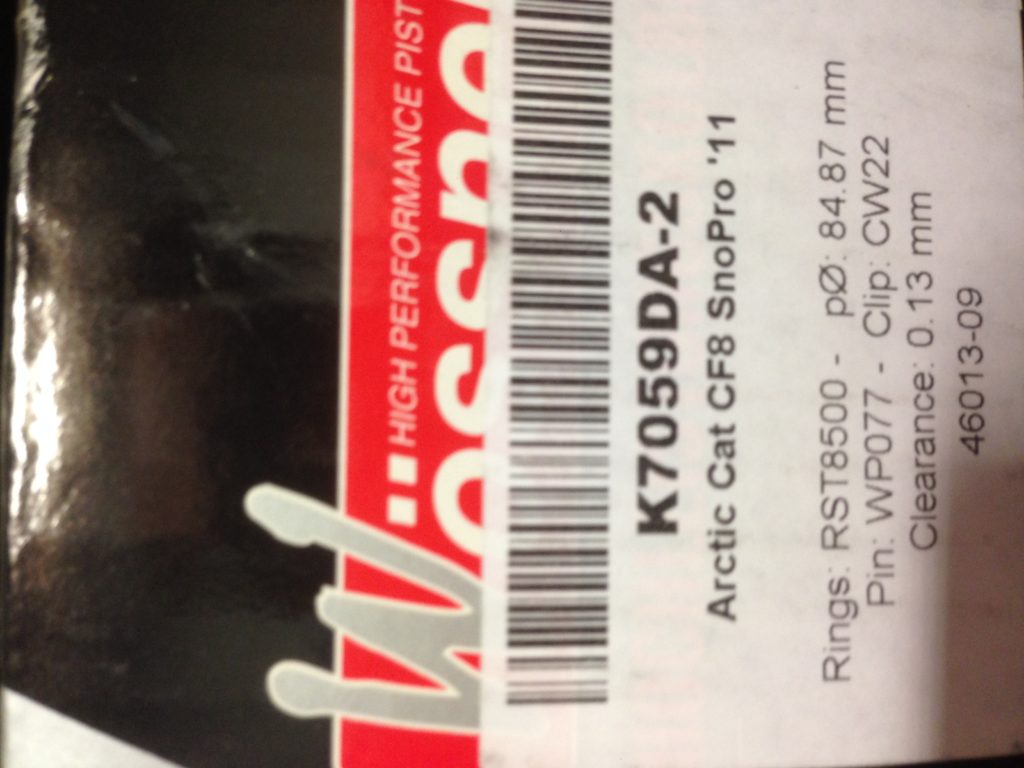 HIGH PERFORMANCE PIST
Wössne
K7059DA-2
Arctic Cat CF8 SnoPro '11
Rings: RST8500 - pØ: 84.87 mm
Pin: WP077 - Clip: CW22
Clearance: 0.13 mm
46013-09